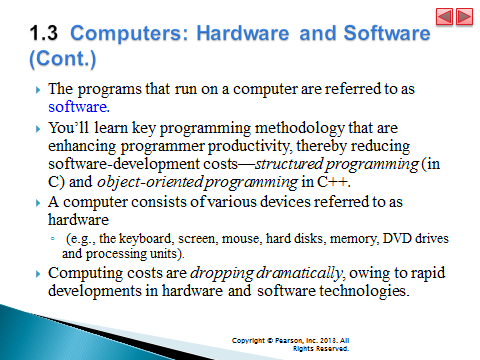 1.3 Computers: Hardware and Software
(Cont.)
The programs that run on a computer are referred to as
software.
You’ll learn key programming methodology that are
enhancing programmer productivity, thereby reducing
software-development costs—structured programming (in
C) and object-oriented programming in C++.
A computer consists of various devices referred to as
hardware
(e.g., the keyboard, screen, mouse, hard disks, memory, DVD drives
and processing units).
Computing costs are dropping dramatically, owing to rapid
developments in hardware and software technologies.
Copyright © Pearson, Inc. 2013. All
Rights Reserved.